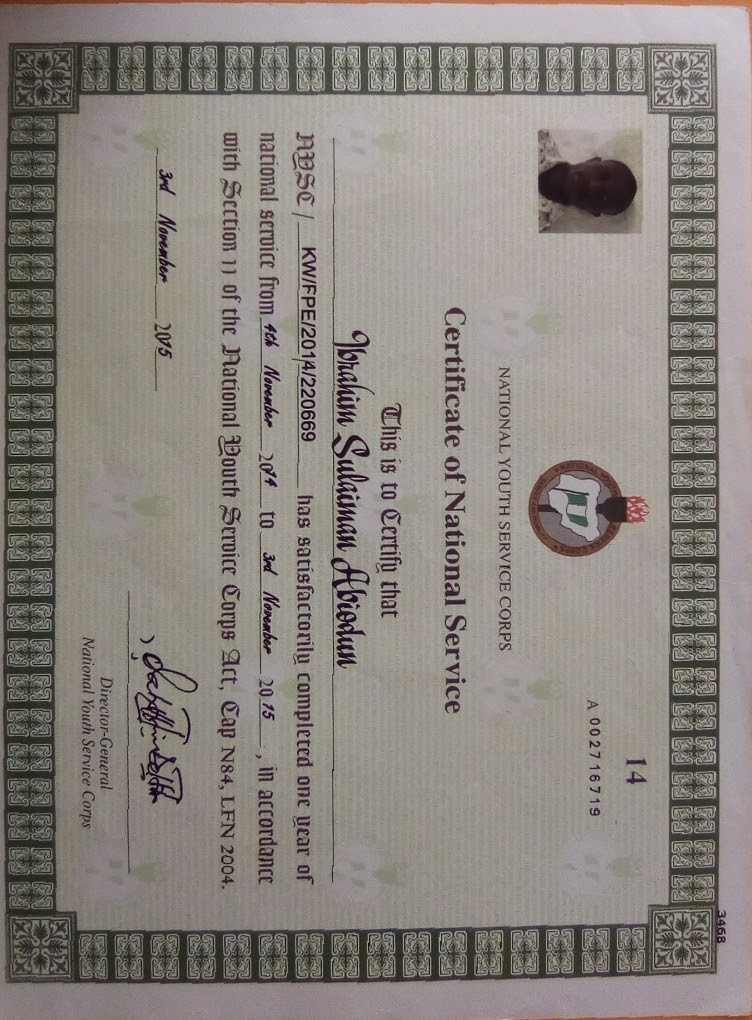 3468
14
A 002716719
NATIONAL YOUTH SERVICE CORPS
Certificate of National Service
This is to Certify that
Ibrahim Sulaiman Abiodun
NYSC / KW/FPE/2014/220669 has satisfactorily completed one year of
national service from 4th November 2014 to 3rd November 2015, in accordance
with Section 11 of the National Youth Service Corps Act, Cap N84, LFN 2004.
3rd November 2015
Director-General
National Youth Service Corps